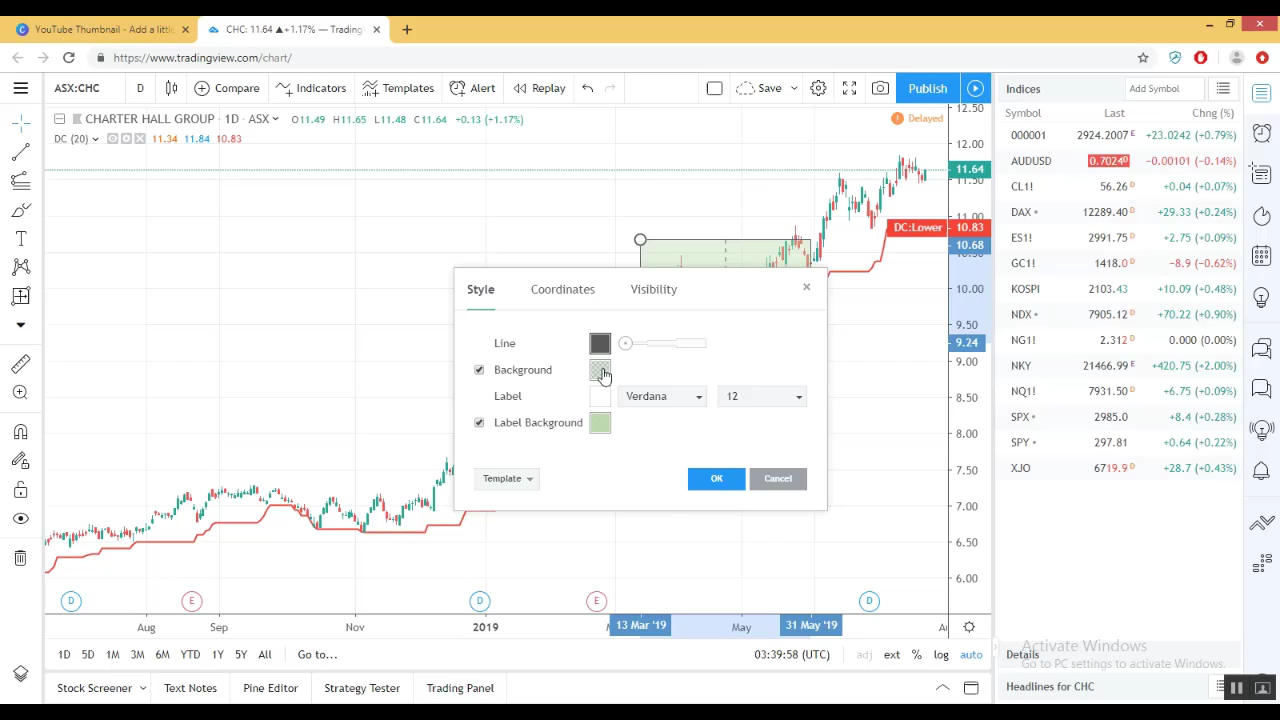 YouTube Thumbnail - Add a little
CHC: 11.64 ▲+1.17% — Trading
https://www.tradingview.com/chart/
ASX:CHC D Compare Indicators Templates Alert Replay Save Publish
Indices Add Symbol
CHARTER HALL GROUP · 1D · ASX 11.49 H11.65 L11.48 C11.64 +0.13 (+1.17%)
Delayed
DC (20) 11.34 11.84 10.83
Symbol Last Chng (%)
000001 2924.2007 E +23.0242 (+0.79%)
AUDUSD 0.70240 −0.00101 (−0.14%)
CL1! 56.26 D +0.04 (+0.07%)
DAX 12289.40 D +29.33 (+0.24%)
ES1! 2991.75 D +2.75 (+0.09%)
GC1! 1418.0 D −8.9 (−0.62%)
KOSPI 2103.43 +10.09 (+0.48%)
NDX 7905.12 D +70.22 (+0.90%)
NG1! 2.312 D 0.000 (0.00%)
NKY 21466.99 E +420.75 (+2.00%)
NQ1! 7931.50 D +6.75 (+0.09%)
SPX 2985.0 +8.4 (+0.28%)
SPY 297.81 +0.64 (+0.22%)
XJO 6719.9 D +28.7 (+0.43%)
12.50
12.00
11.64
11.50
11.00
DC:Lower 10.83
10.68
10.50
10.00
9.50
9.24
9.00
8.50
8.00
7.50
7.00
6.50
6.00
Style Coordinates Visibility
Line
Background
Label Verdana 12
Label Background
Template OK Cancel
D E D E D
Aug Sep Nov 2019 13 Mar '19 May 31 May '19
1D 5D 1M 3M 6M YTD 1Y 5Y All Go to... 03:39:58 (UTC) adj ext % log auto
Stock Screener Text Notes Pine Editor Strategy Tester Trading Panel
Activate Windows
Details
Go to PC settings to activate Windows.
Headlines for CHC